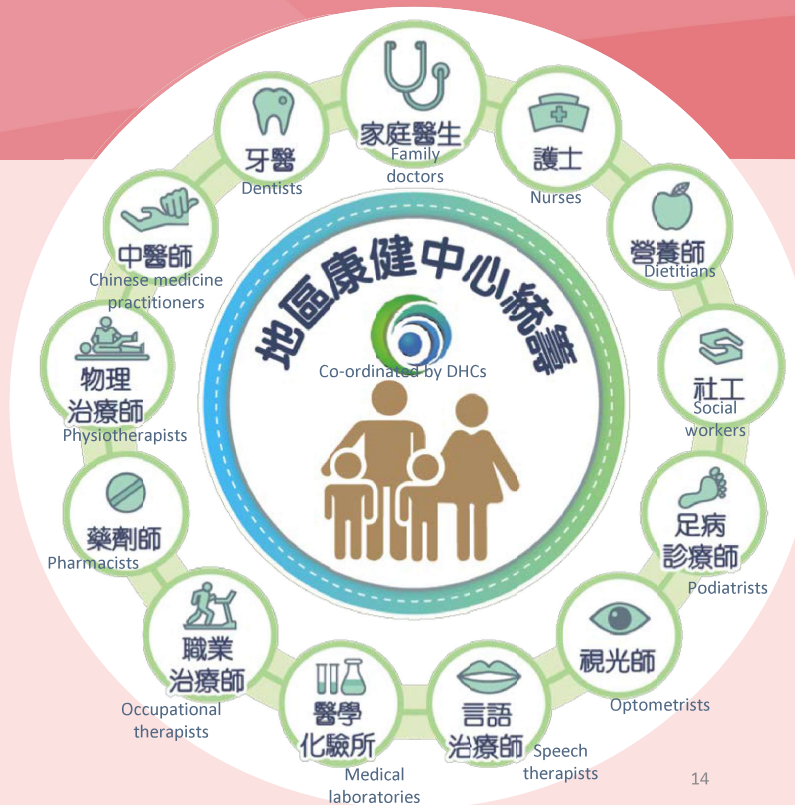 家庭醫生
Family
doctors
護士
Nurses
營養師
Dietitians
社工
Social
workers
足病
診療師
Podiatrists
視光師
Optometrists
言語
治療師
Speech
therapists
醫學
化驗所
Medical
laboratories
職業
治療師
Occupational
therapists
藥劑師
Pharmacists
物理
治療師
Physiotherapists
中醫師
Chinese medicine
practitioners
牙醫
Dentists
地區康健中心統籌
Co-ordinated by DHCs
14